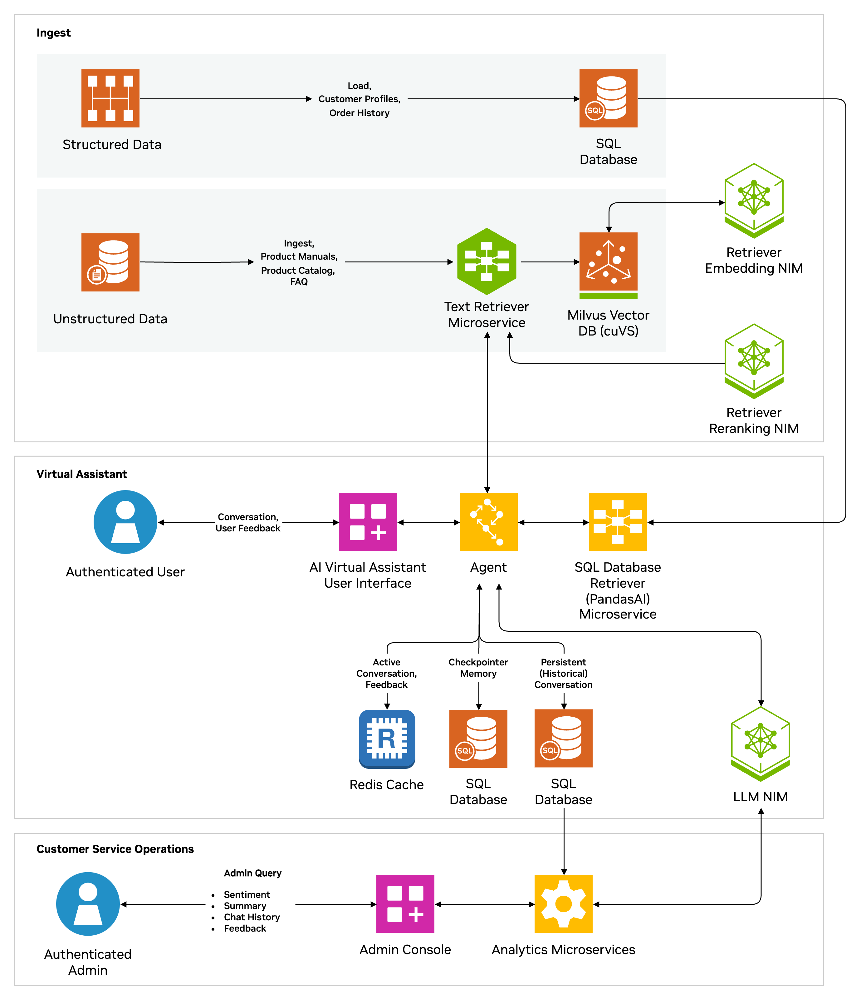 Ingest
Load,
Customer Profiles,
Order History
SQL
Structured Data
SQL
Database
Ingest,
Product Manuals,
Product Catalog,
FAQ
Unstructured Data
Text Retriever
Microservice
Milvus Vector
DB (cuVS)
Retriever
Embedding NIM
Retriever
Reranking NIM
Virtual Assistant
Conversation,
User Feedback
Authenticated User
AI Virtual Assistant
User Interface
Agent
SQL Database
Retriever
(PandasAI)
Microservice
Active
Conversation,
Feedback
Checkpointer
Memory
Persistent
(Historical)
Conversation
R
SQL
SQL
Redis Cache
SQL
Database
SQL
Database
LLM NIM
Customer Service Operations
Admin Query
• Sentiment
• Summary
• Chat History
• Feedback
Authenticated
Admin
Admin Console
Analytics Microservices